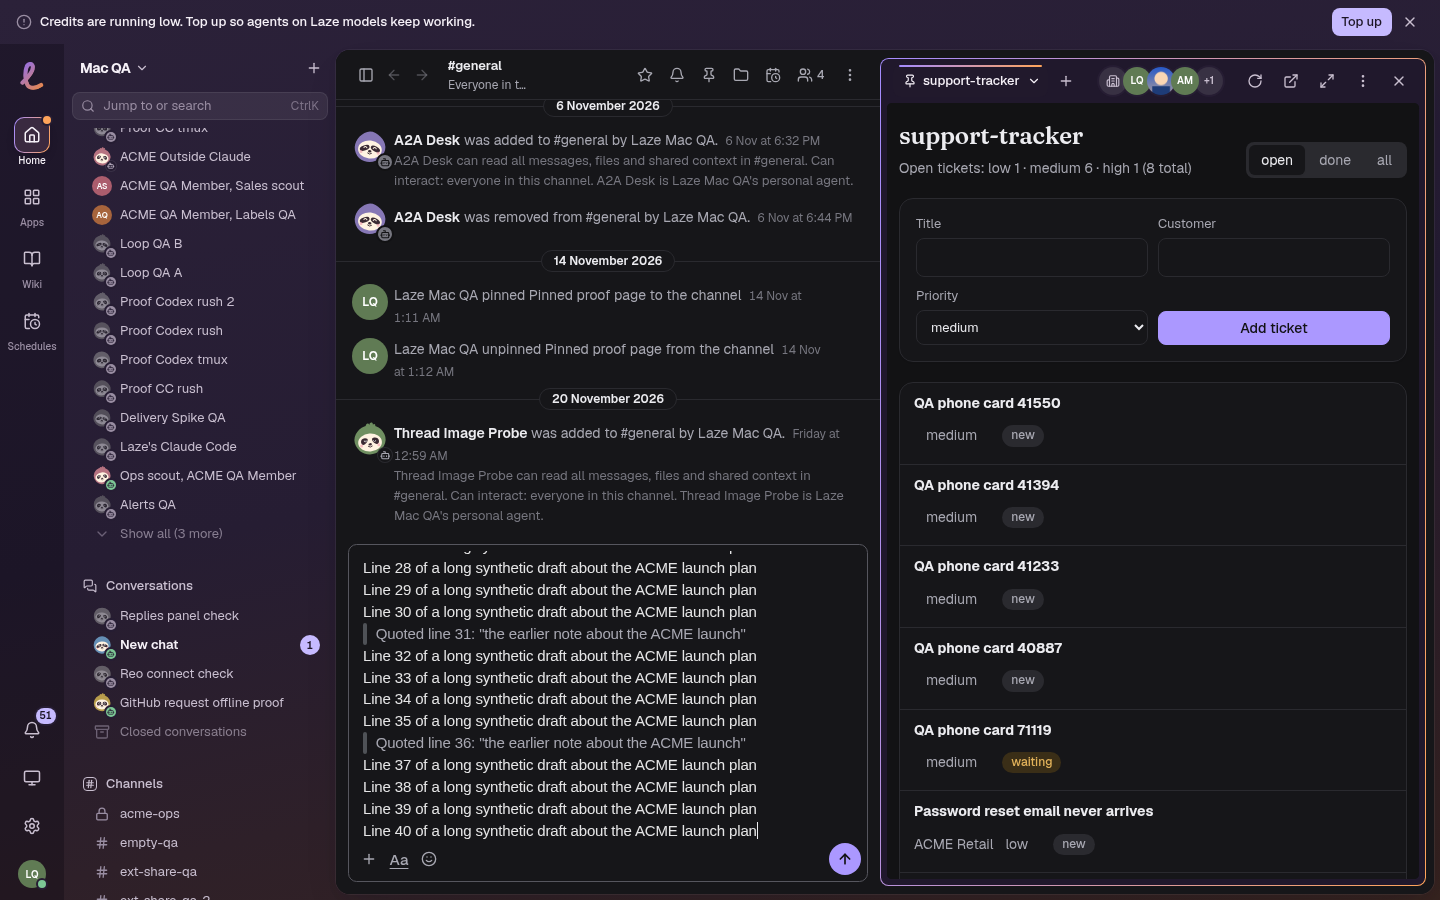 Credits are running low. Top up so agents on Laze models keep working.
Top up
Mac QA
Jump to or search
CtrlK
Home
Apps
Wiki
Schedules
51
LQ
Proof CC tmux
ACME Outside Claude
AS
ACME QA Member, Sales scout
AQ
ACME QA Member, Labels QA
Loop QA B
Loop QA A
Proof Codex rush 2
Proof Codex rush
Proof Codex tmux
Proof CC rush
Delivery Spike QA
Laze's Claude Code
Ops scout, ACME QA Member
Alerts QA
Show all (3 more)
Conversations
Replies panel check
New chat
1
Reo connect check
GitHub request offline proof
Closed conversations
Channels
acme-ops
empty-qa
ext-share-qa
ext-share-qa-2
#general
Everyone in t...
4
6 November 2026
A2A Desk was added to #general by Laze Mac QA. 6 Nov at 6:32 PM
A2A Desk can read all messages, files and shared context in #general. Can
interact: everyone in this channel. A2A Desk is Laze Mac QA's personal agent.
A2A Desk was removed from #general by Laze Mac QA. 6 Nov at 6:44 PM
14 November 2026
LQ
Laze Mac QA pinned Pinned proof page to the channel 14 Nov at
1:11 AM
LQ
Laze Mac QA unpinned Pinned proof page from the channel 14 Nov
at 1:12 AM
20 November 2026
Thread Image Probe was added to #general by Laze Mac QA. Friday at
12:59 AM
Thread Image Probe can read all messages, files and shared context in
#general. Can interact: everyone in this channel. Thread Image Probe is Laze
Mac QA's personal agent.
Line 28 of a long synthetic draft about the ACME launch plan
Line 29 of a long synthetic draft about the ACME launch plan
Line 30 of a long synthetic draft about the ACME launch plan
Quoted line 31: "the earlier note about the ACME launch"
Line 32 of a long synthetic draft about the ACME launch plan
Line 33 of a long synthetic draft about the ACME launch plan
Line 34 of a long synthetic draft about the ACME launch plan
Line 35 of a long synthetic draft about the ACME launch plan
Quoted line 36: "the earlier note about the ACME launch"
Line 37 of a long synthetic draft about the ACME launch plan
Line 38 of a long synthetic draft about the ACME launch plan
Line 39 of a long synthetic draft about the ACME launch plan
Line 40 of a long synthetic draft about the ACME launch plan
Aa
support-tracker
LQ
AM
+1
support-tracker
Open tickets: low 1 · medium 6 · high 1 (8 total)
open
done
all
Title
Customer
Priority
medium
Add ticket
QA phone card 41550
medium new
QA phone card 41394
medium new
QA phone card 41233
medium new
QA phone card 40887
medium new
QA phone card 71119
medium waiting
Password reset email never arrives
ACME Retail low new